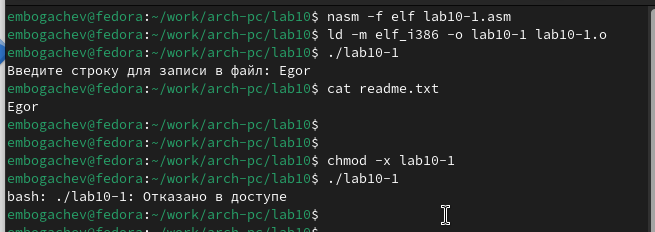 embogachev@fedora:~/work/arch-pc/lab10$ nasm -f elf lab10-1.asm
embogachev@fedora:~/work/arch-pc/lab10$ ld -m elf_i386 -o lab10-1 lab10-1.o
embogachev@fedora:~/work/arch-pc/lab10$ ./lab10-1
Введите строку для записи в файл: Egor
embogachev@fedora:~/work/arch-pc/lab10$ cat readme.txt
Egor
embogachev@fedora:~/work/arch-pc/lab10$
embogachev@fedora:~/work/arch-pc/lab10$
embogachev@fedora:~/work/arch-pc/lab10$ chmod -x lab10-1
embogachev@fedora:~/work/arch-pc/lab10$ ./lab10-1
bash: ./lab10-1: Отказано в доступе
embogachev@fedora:~/work/arch-pc/lab10$